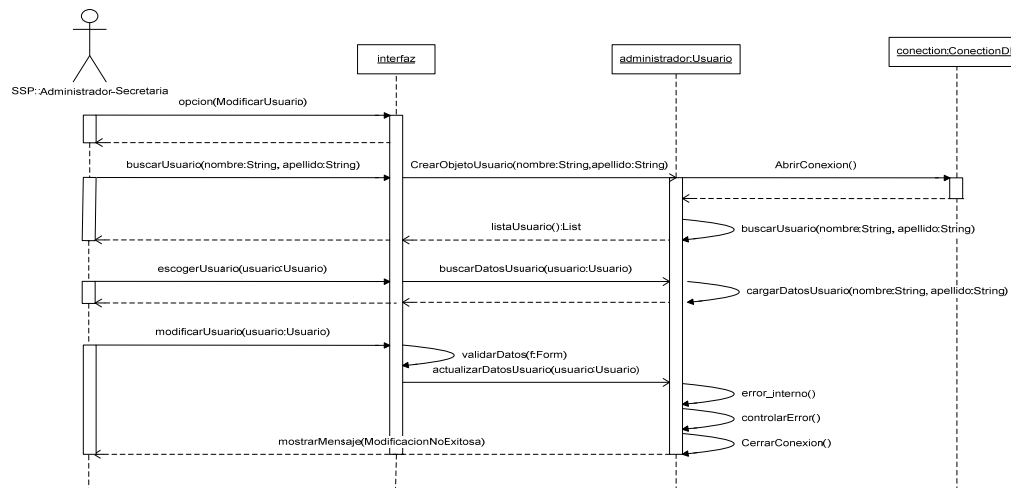 interfaz
administrador:Usuario
conection:ConectionD
SSP::Administrador-Secretaria
opcion(ModificarUsuario)
buscarUsuario(nombre:String, apellido:String)
CrearObjetoUsuario(nombre:String,apellido:String)
AbrirConexion()
listaUsuario():List
buscarUsuario(nombre:String, apellido:String)
escogerUsuario(usuario:Usuario)
buscarDatosUsuario(usuario:Usuario)
cargarDatosUsuario(nombre:String, apellido:String)
modificarUsuario(usuario:Usuario)
validarDatos(f:Form)
actualizarDatosUsuario(usuario:Usuario)
error_interno()
controlarError()
mostrarMensaje(ModificacionNoExitosa)
CerrarConexion()